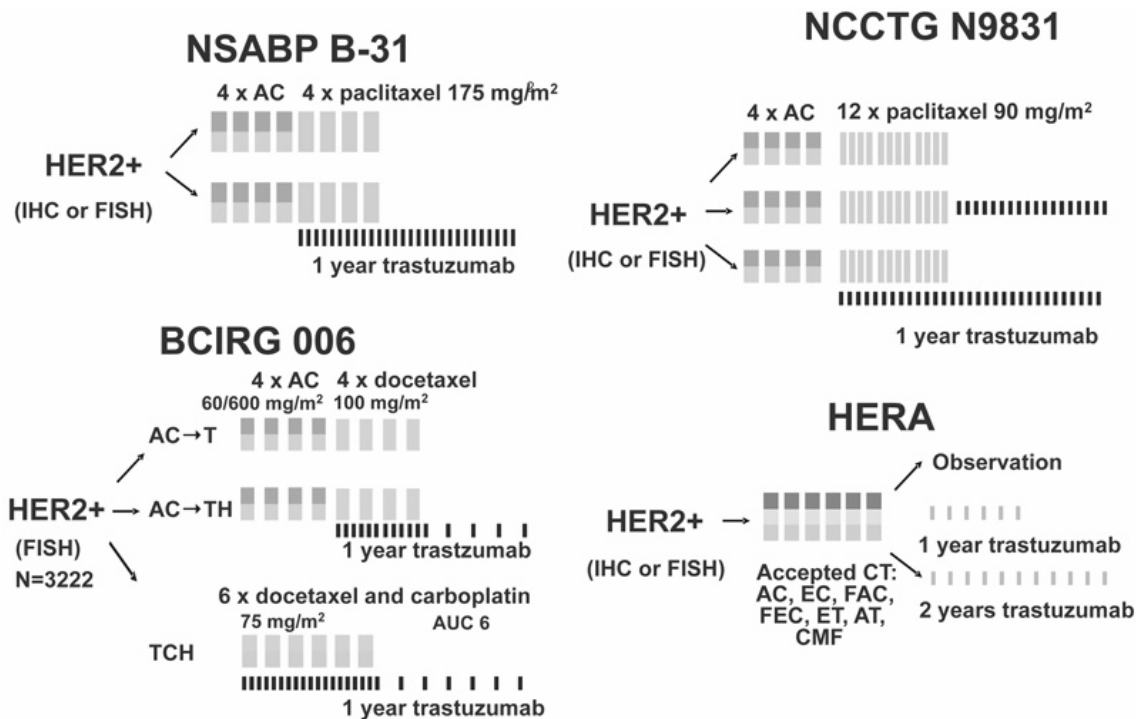 NSABP B-31
4 x AC 4 x paclitaxel 175 mg/m²
HER2+
(IHC or FISH)
1 year trastuzumab
NCCTG N9831
4 x AC 12 x paclitaxel 90 mg/m²
HER2+
(IHC or FISH)
1 year trastuzumab
BCIRG 006
4 x AC 4 x docetaxel
60/600 mg/m² 100 mg/m²
AC→T
HER2+ AC→TH
(FISH)
N=3222
1 year trastzumab
6 x docetaxel and carboplatin
75 mg/m² AUC 6
TCH
1 year trastuzumab
HERA
Observation
HER2+
(IHC or FISH)
1 year trastuzumab
Accepted CT:
AC, EC, FAC,
FEC, ET, AT,
CMF
2 years trastuzumab